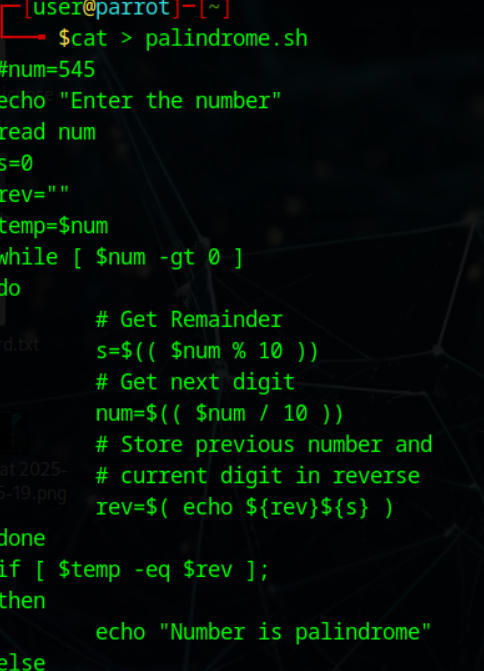 [user@parrot]─[~]
$cat > palindrome.sh
#num=545
echo "Enter the number"
read num
s=0
rev=""
temp=$num
while [ $num -gt 0 ]
do
# Get Remainder
s=$(( $num % 10 ))
# Get next digit
num=$(( $num / 10 ))
# Store previous number and
# current digit in reverse
rev=$( echo ${rev}${s} )
done
if [ $temp -eq $rev ];
then
echo "Number is palindrome"
else
rd.txt
at 2025-
5-19.png